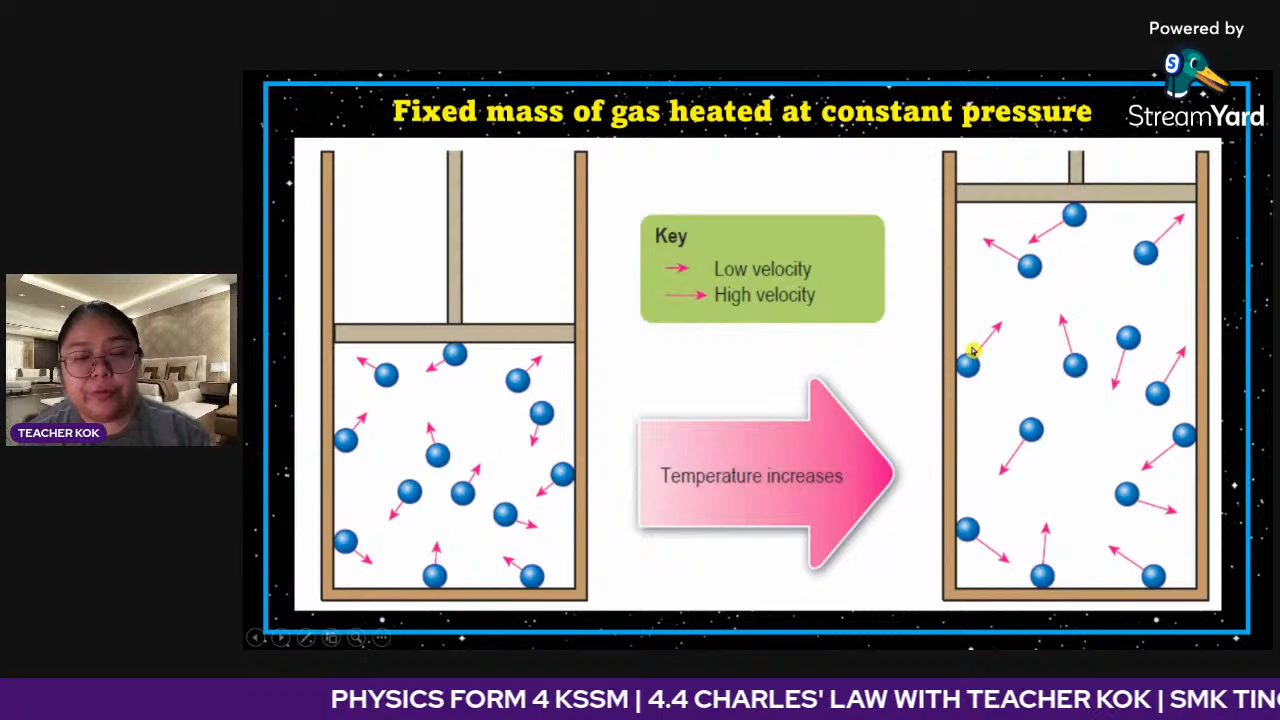 Powered by
StreamYard
Fixed mass of gas heated at constant pressure
Key
Low velocity
High velocity
Temperature increases
TEACHER KOK
PHYSICS FORM 4 KSSM | 4.4 CHARLES' LAW WITH TEACHER KOK | SMK TING